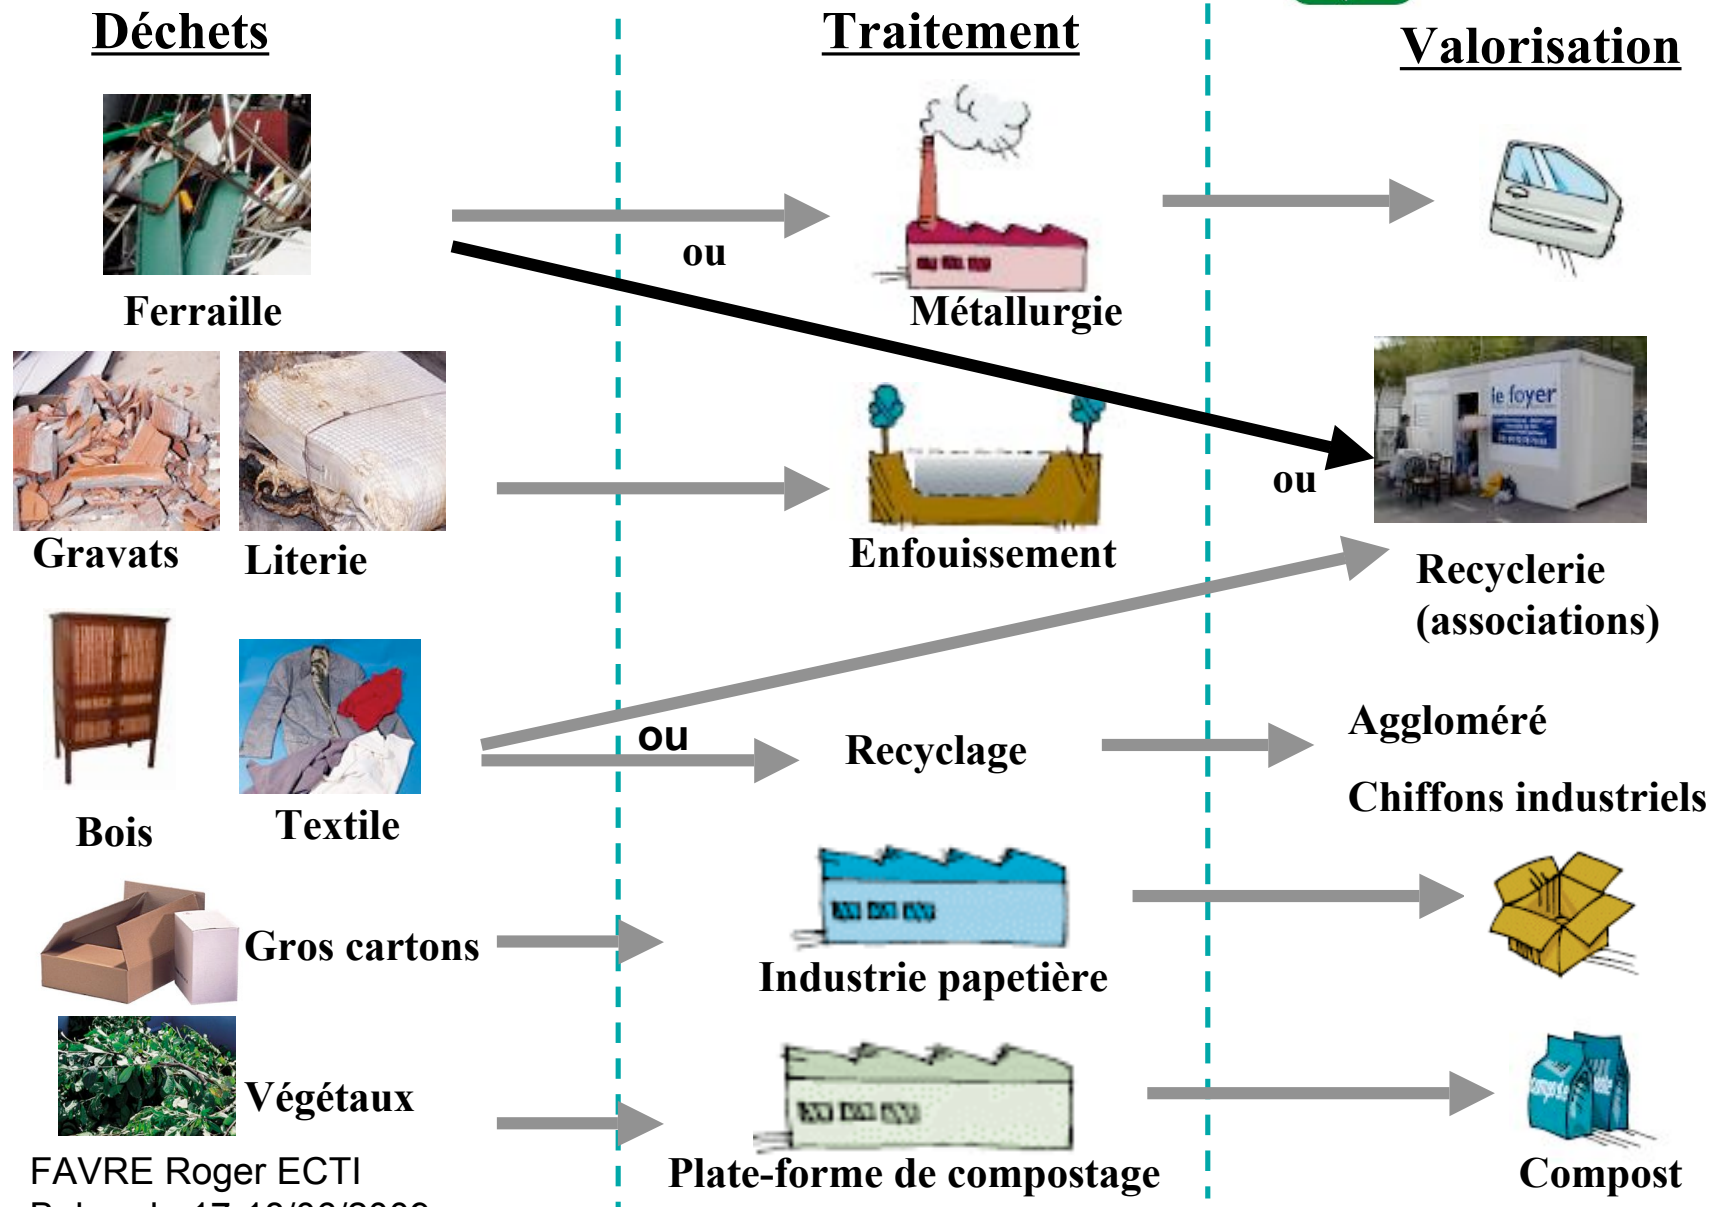 Déchets
Traitement
Valorisation
ou
Ferraille
Métallurgie
le foyer
ou
Gravats
Literie
Enfouissement
Recyclerie
(associations)
ou
Recyclage
Aggloméré
Chiffons industriels
Bois
Textile
Gros cartons
Industrie papetière
Végétaux
Plate-forme de compostage
Compost
FAVRE Roger ECTI